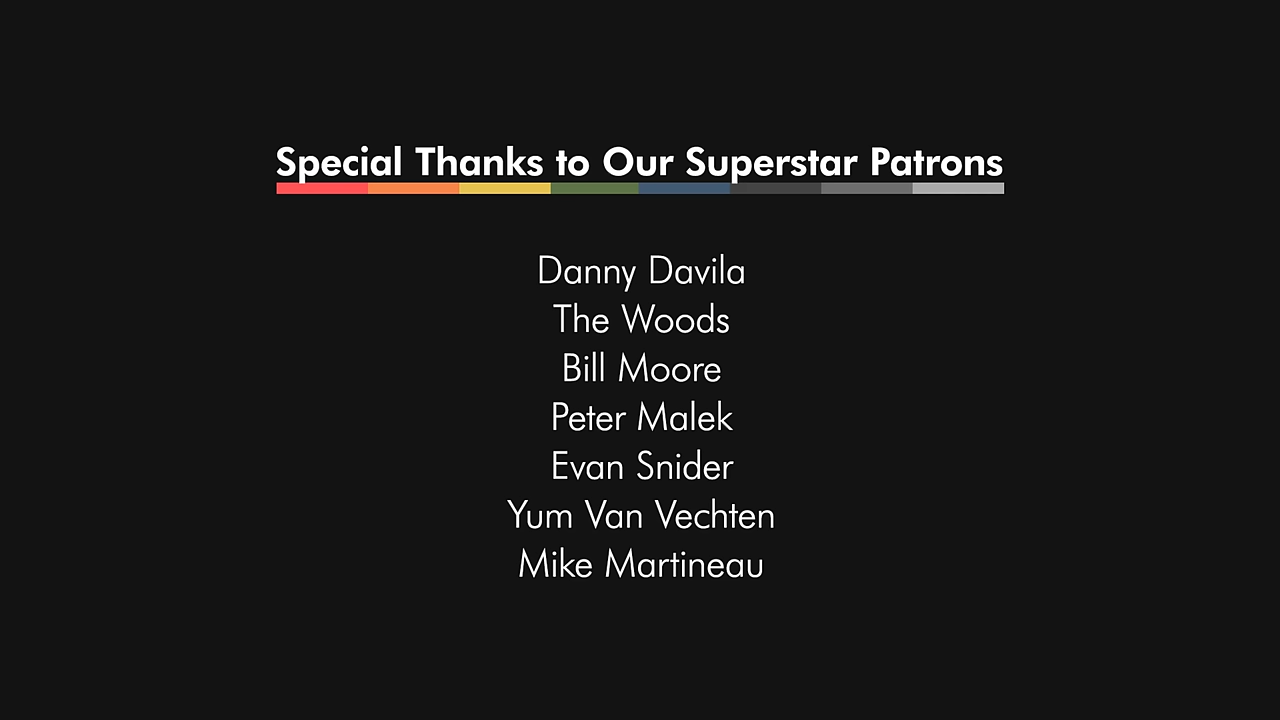 Special Thanks to Our Superstar Patrons
Danny Davila
The Woods
Bill Moore
Peter Malek
Evan Snider
Yum Van Vechten
Mike Martineau